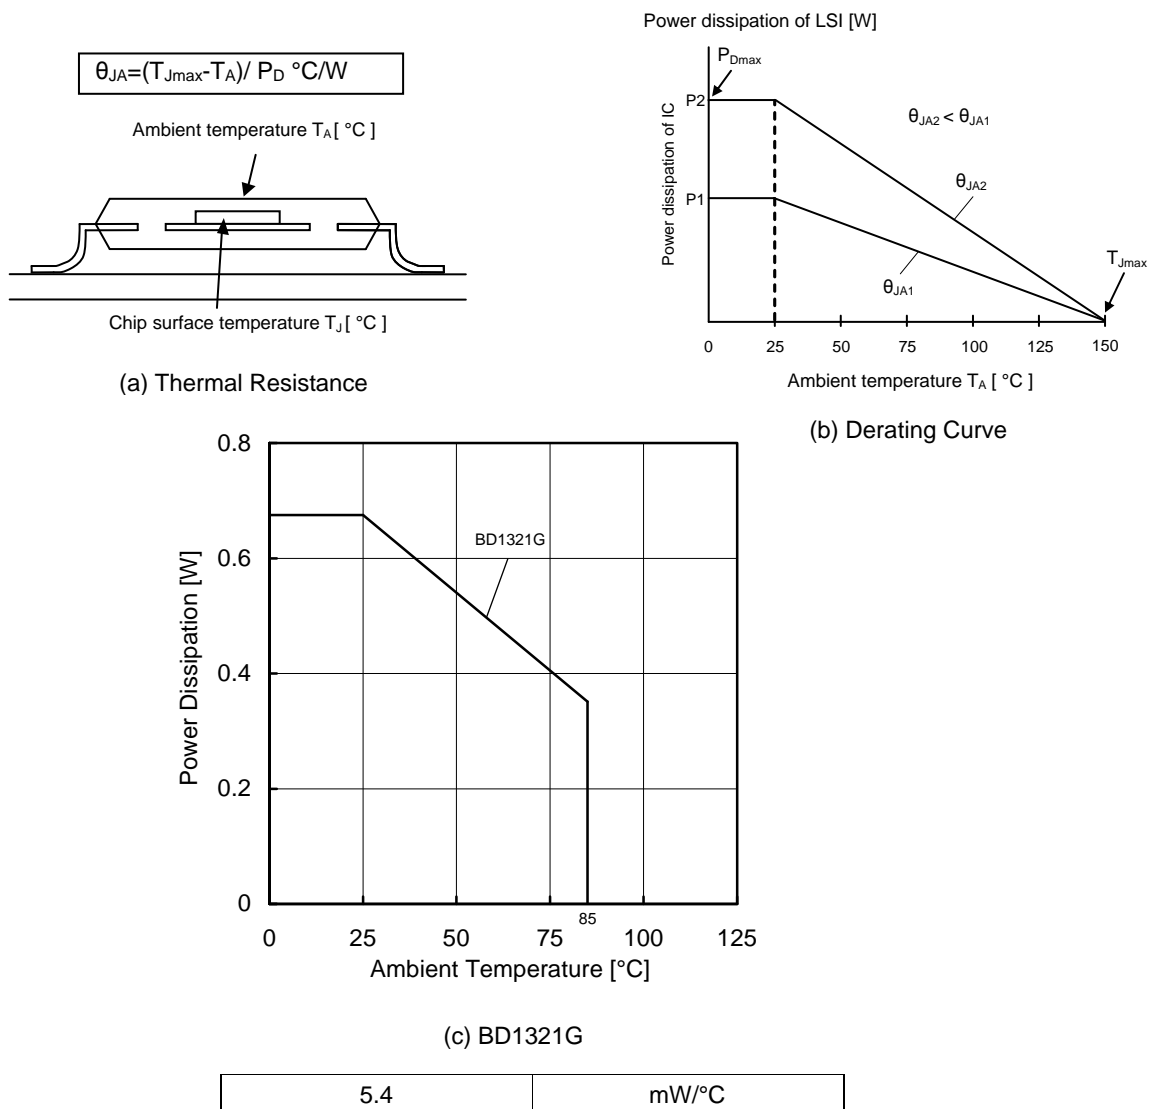 θJA=(TJmax-TA)/ PD °C/W
Ambient temperature TA[ °C ]
Chip surface temperature TJ[ °C ]
(a) Thermal Resistance
Power dissipation of LSI [W]
PDmax
Power dissipation of IC
P2
P1
θJA2 < θJA1
θJA2
θJA1
TJmax
0 25 50 75 100 125 150
Ambient temperature TA [ °C ]
(b) Derating Curve
0.8
0.6
0.4
0.2
0
Power Dissipation [W]
BD1321G
85
0 25 50 75 100 125
Ambient Temperature [°C]
(c) BD1321G
5.4 mW/°C